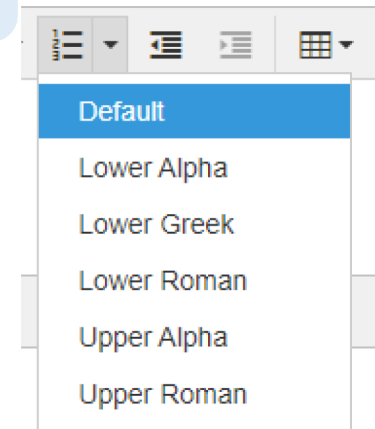 Default
Lower Alpha
Lower Greek
Lower Roman
Upper Alpha
Upper Roman